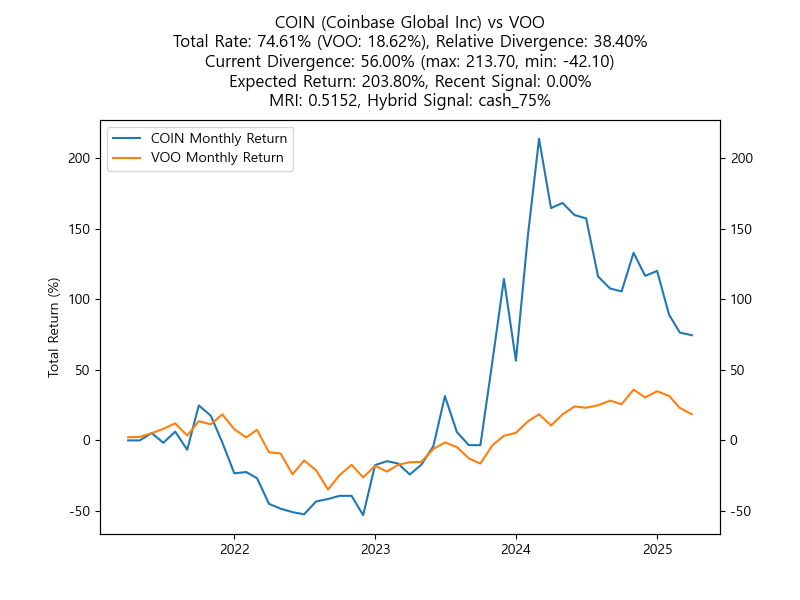 COIN (Coinbase Global Inc) vs VOO
Total Rate: 74.61% (VOO: 18.62%), Relative Divergence: 38.40%
Current Divergence: 56.00% (max: 213.70, min: -42.10)
Expected Return: 203.80%, Recent Signal: 0.00%
MRI: 0.5152, Hybrid Signal: cash_75%
COIN Monthly Return
VOO Monthly Return
Total Return (%)
200
150
100
50
0
-50
200
150
100
50
0
-50
2022
2023
2024
2025